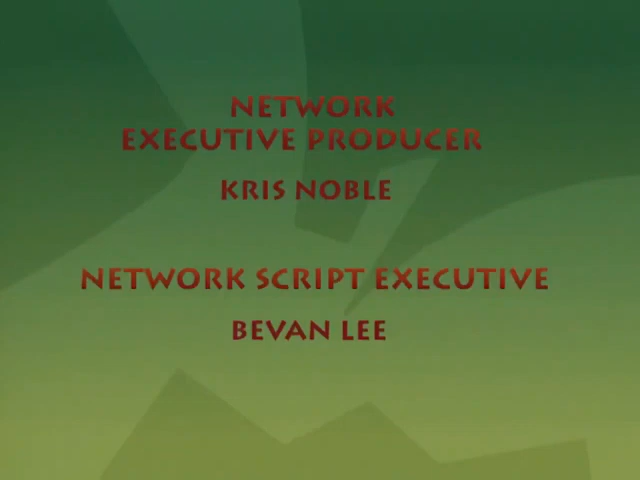 NETWORK
EXECUTIVE PRODUCER
KRIS NOBLE
NETWORK SCRIPT EXECUTIVE
BEVAN LEE